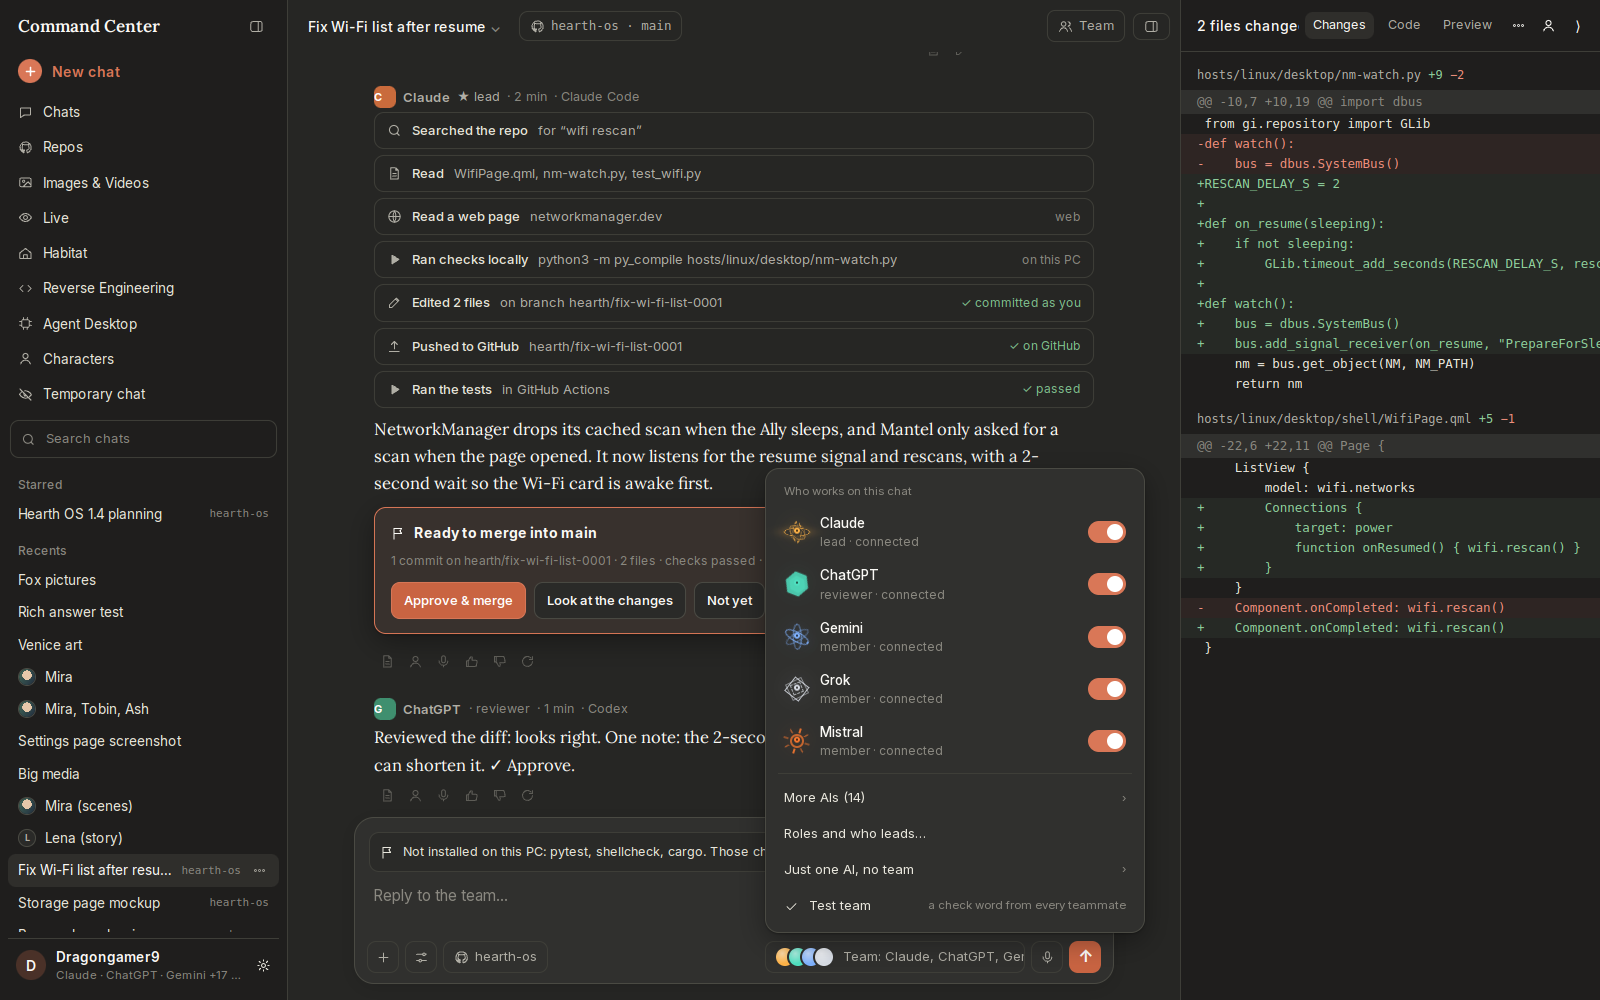 Command Center
New chat
Chats
Repos
Images & Videos
Live
Habitat
Reverse Engineering
Agent Desktop
Characters
Temporary chat
Search chats
Starred
Hearth OS 1.4 planning hearth-os
Recents
Fox pictures
Rich answer test
Venice art
Mira
Mira, Tobin, Ash
Settings page screenshot
Big media
Mira (scenes)
L Lena (story)
Fix Wi-Fi list after resu... hearth-os
Storage page mockup hearth-os
D Dragongamer9
Claude · ChatGPT · Gemini +17 ...
Fix Wi-Fi list after resume
hearth-os · main
Team
C Claude ★ lead · 2 min · Claude Code
Searched the repo for “wifi rescan”
Read WifiPage.qml, nm-watch.py, test_wifi.py
Read a web page networkmanager.dev web
Ran checks locally python3 -m py_compile hosts/linux/desktop/nm-watch.py on this PC
Edited 2 files on branch hearth/fix-wi-fi-list-0001 ✓ committed as you
Pushed to GitHub hearth/fix-wi-fi-list-0001 ✓ on GitHub
Ran the tests in GitHub Actions ✓ passed
NetworkManager drops its cached scan when the Ally sleeps, and Mantel only asked for a
scan when the page opened. It now listens for the resume signal and rescans, with a 2-
second wait so the Wi-Fi card is awake first.
Ready to merge into main
1 commit on hearth/fix-wi-fi-list-0001 · 2 files · checks passed ·
Approve & merge Look at the changes Not yet
G ChatGPT · reviewer · 1 min · Codex
Reviewed the diff: looks right. One note: the 2-seco
can shorten it. ✓ Approve.
Not installed on this PC: pytest, shellcheck, cargo. Those ch
Reply to the team...
hearth-os
Team: Claude, ChatGPT, Ger
Who works on this chat
Claude
lead · connected
ChatGPT
reviewer · connected
Gemini
member · connected
Grok
member · connected
Mistral
member · connected
More AIs (14)
Roles and who leads...
Just one AI, no team
✓ Test team a check word from every teammate
2 files change Changes Code Preview
hosts/linux/desktop/nm-watch.py +9 −2
@@ -10,7 +10,19 @@ import dbus
from gi.repository import GLib
-def watch():
-    bus = dbus.SystemBus()
+RESCAN_DELAY_S = 2
+
+def on_resume(sleeping):
+    if not sleeping:
+        GLib.timeout_add_seconds(RESCAN_DELAY_S, resc
+
+def watch():
+    bus = dbus.SystemBus()
+    bus.add_signal_receiver(on_resume, "PrepareForSle
nm = bus.get_object(NM, NM_PATH)
return nm
hosts/linux/desktop/shell/WifiPage.qml +5 −1
@@ -22,6 +22,11 @@ Page {
ListView {
model: wifi.networks
+        Connections {
+            target: power
+            function onResumed() { wifi.rescan() }
+        }
}
-    Component.onCompleted: wifi.rescan()
+    Component.onCompleted: wifi.rescan()
}